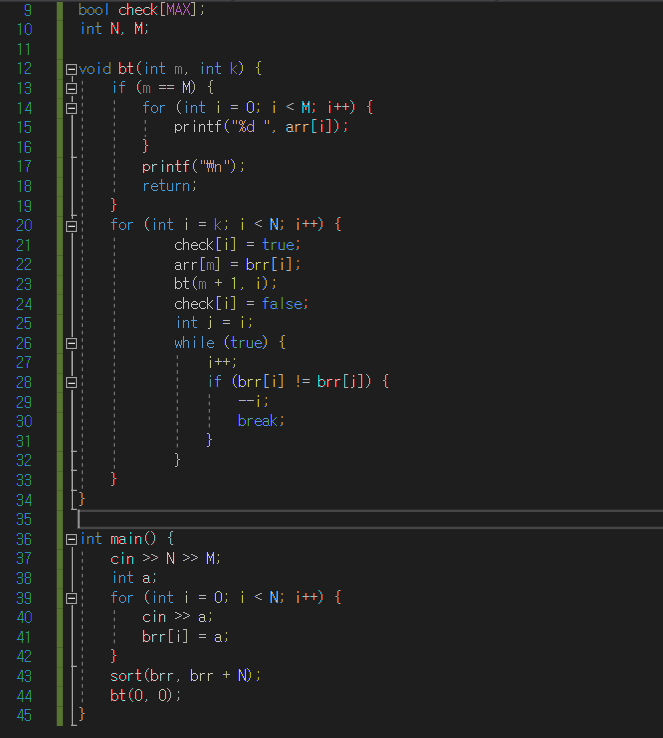 9 bool check[MAX];
10 int N, M;
11
12 void bt(int m, int k) {
13 if (m == M) {
14 for (int i = 0; i < M; i++) {
15 printf("%d ", arr[i]);
16 }
17 printf("₩n");
18 return;
19 }
20 for (int i = k; i < N; i++) {
21 check[i] = true;
22 arr[m] = brr[i];
23 bt(m + 1, i);
24 check[i] = false;
25 int j = i;
26 while (true) {
27 i++;
28 if (brr[i] != brr[j]) {
29 --i;
30 break;
31 }
32 }
33 }
34 }
35
36 int main() {
37 cin >> N >> M;
38 int a;
39 for (int i = 0; i < N; i++) {
40 cin >> a;
41 brr[i] = a;
42 }
43 sort(brr, brr + N);
44 bt(0, 0);
45 }